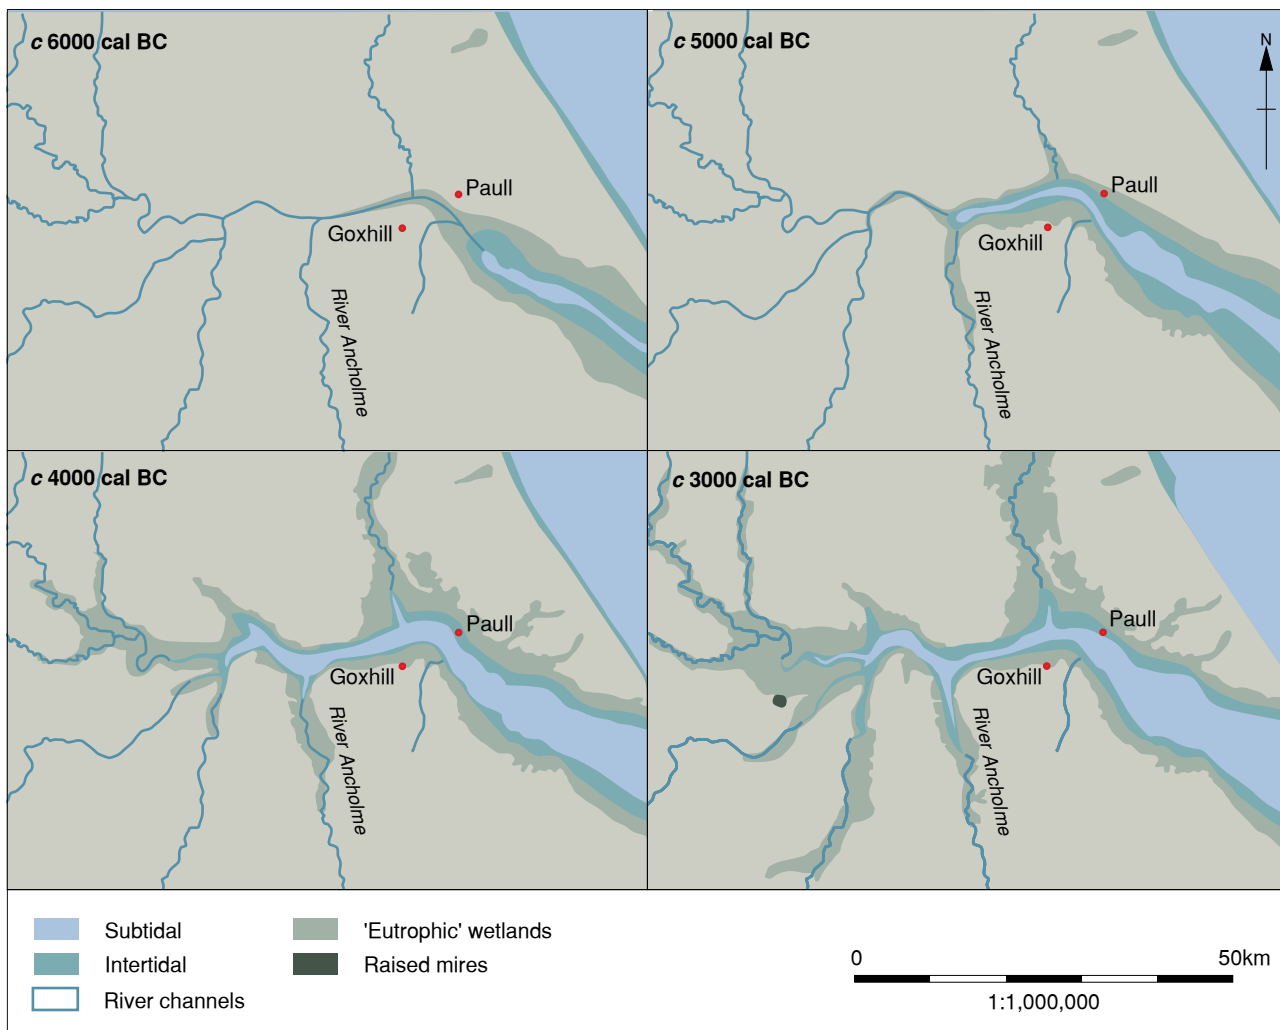 c 6000 cal BC
Paull
Goxhill
River Ancholme
c 5000 cal BC
N
Paull
Goxhill
River Ancholme
c 4000 cal BC
Paull
Goxhill
River Ancholme
c 3000 cal BC
Paull
Goxhill
River Ancholme
Subtidal
Intertidal
River channels
'Eutrophic' wetlands
Raised mires
0 50km
1:1,000,000